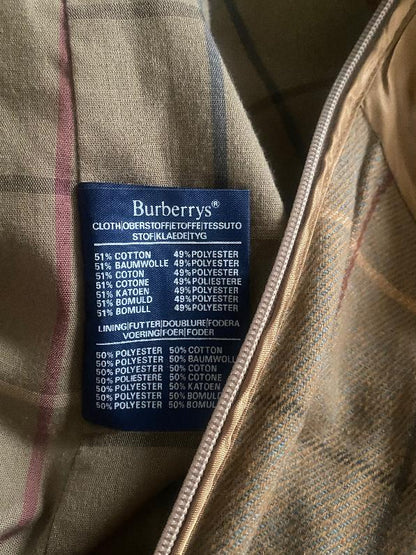 Burberrys®
CLOTH|OBERSTOFF|ETOFFE|TESSUTO
STOF|KLAEDE|TYG
51% COTTON 49% POLYESTER
51% BAUMWOLLE 49% POLYESTER
51% COTON 49% POLYESTER
51% COTONE 49% POLIESTERE
51% KATOEN 49% POLYESTER
51% BOMULD 49% POLYESTER
51% BOMULL 49% POLYESTER
LINING|FUTTER|DOUBLURE|FODERA
VOERING|FOER|FODER
50% POLYESTER 50% COTTON
50% POLYESTER 50% BAUMWOLL
50% POLYESTER 50% COTON
50% POLIESTERE 50% COTONE
50% POLYESTER 50% KATOEN
50% POLYESTER 50% BOMULD
50% POLYESTER 50% BOMULL